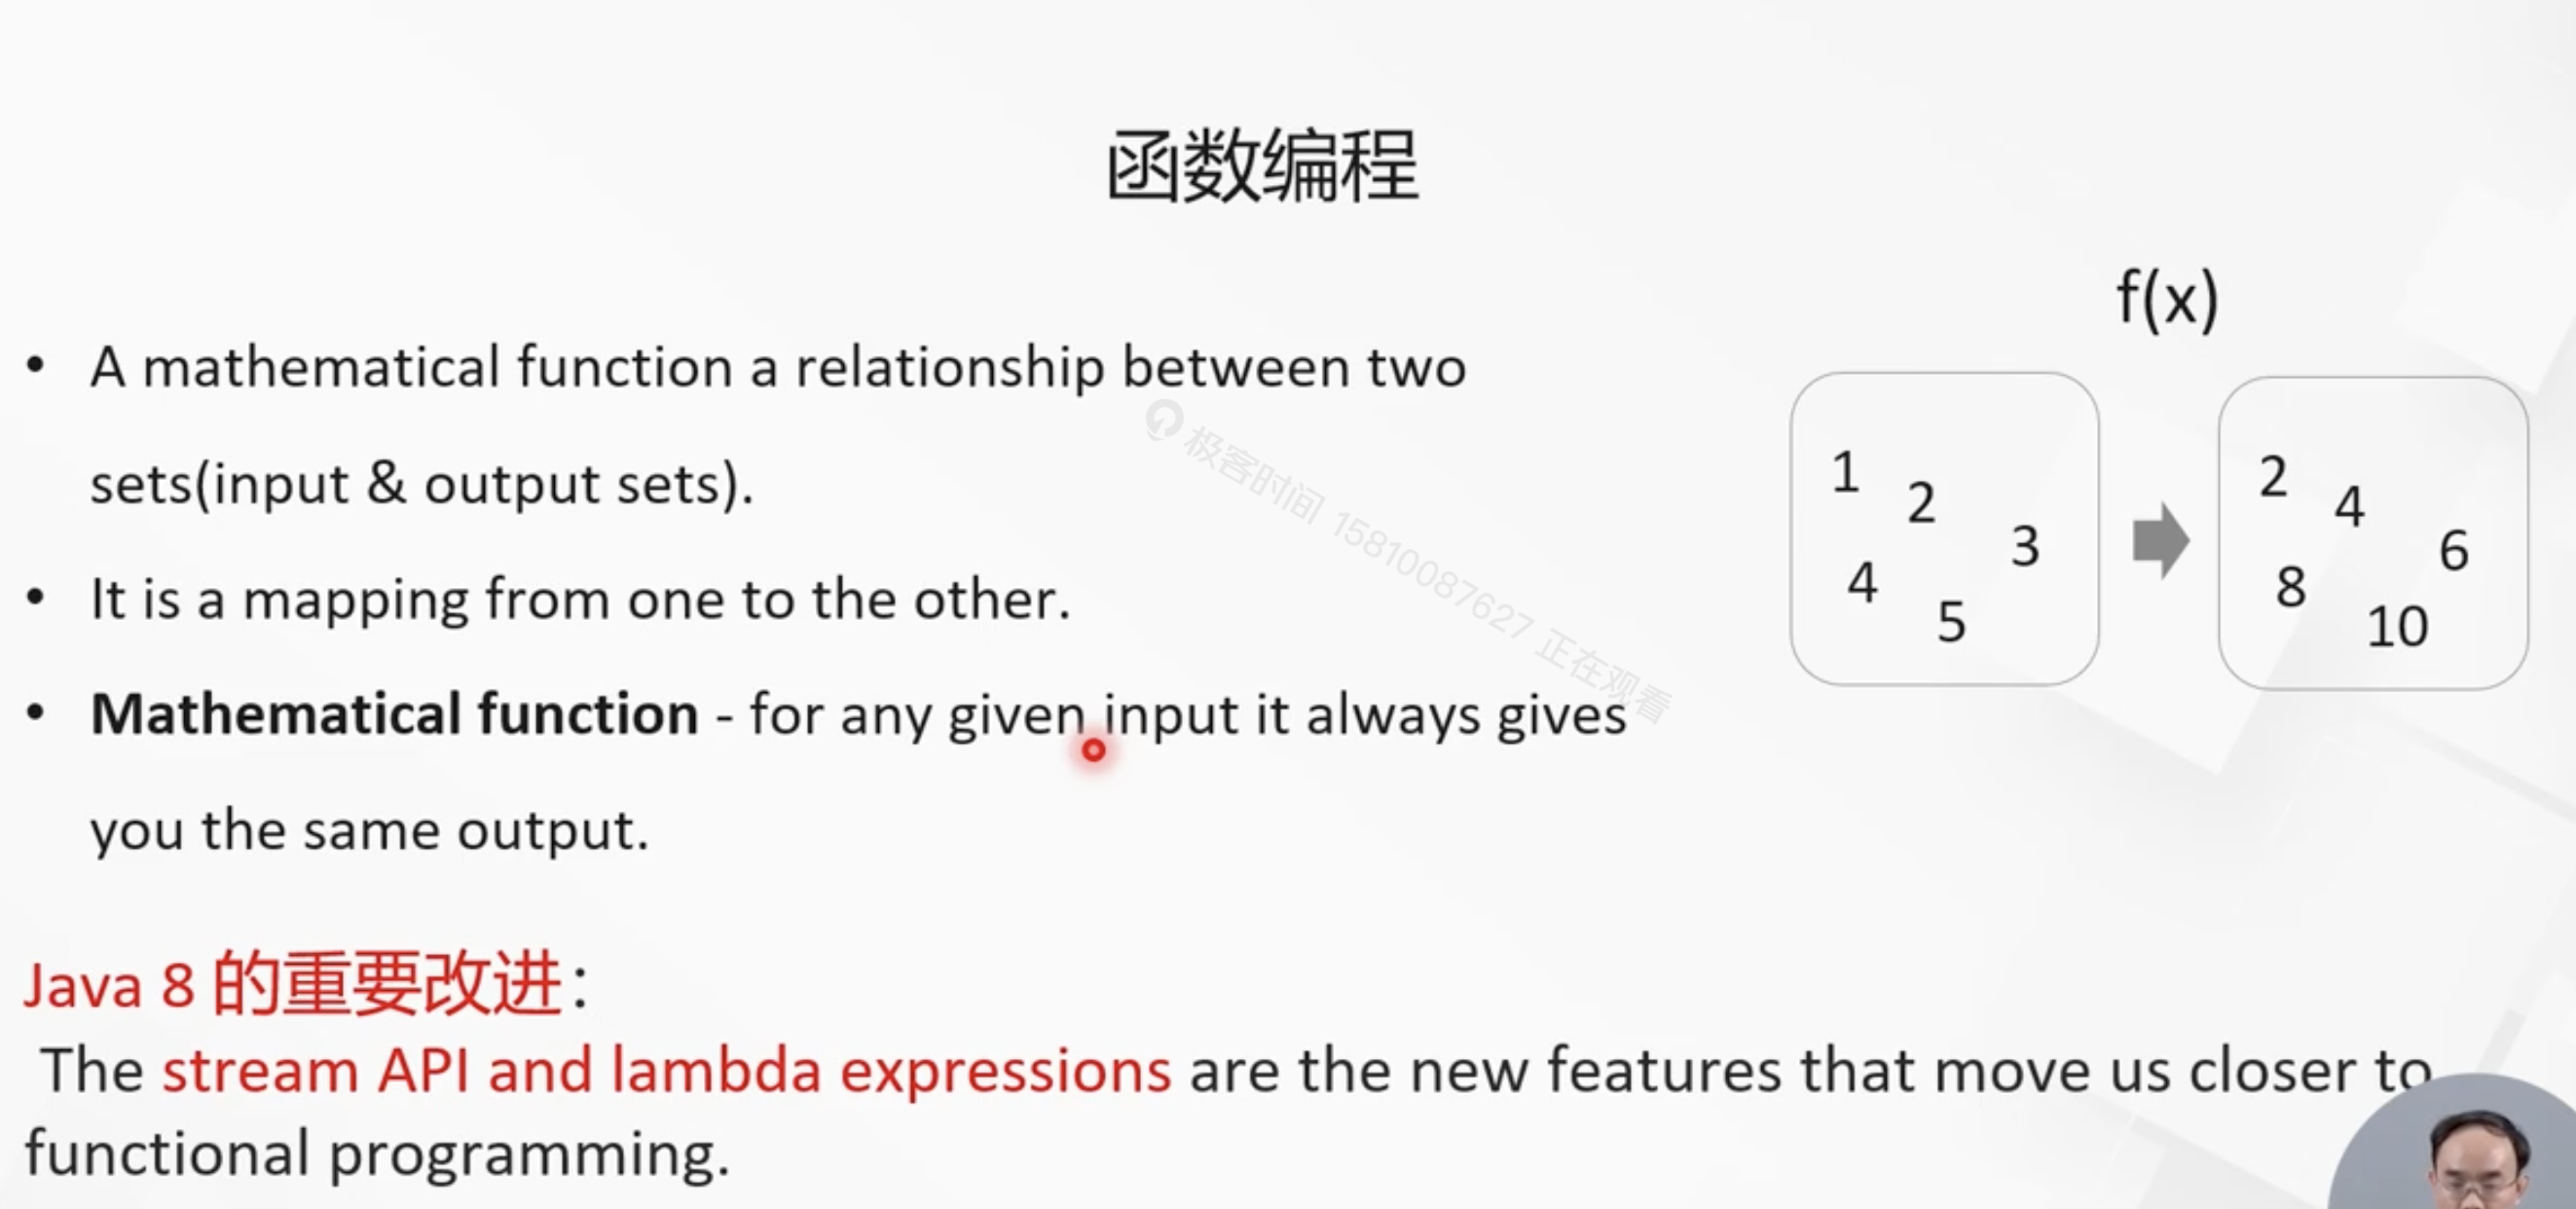 函数编程
• A mathematical function a relationship between two
sets(input & output sets).
• It is a mapping from one to the other.
• Mathematical function - for any given input it always gives
you the same output.
f(x)
1
2
3
4
5
2
4
6
8
10
极客时间 15810087627 正在观看
Java 8 的重要改进：
The stream API and lambda expressions are the new features that move us closer to
functional programming.